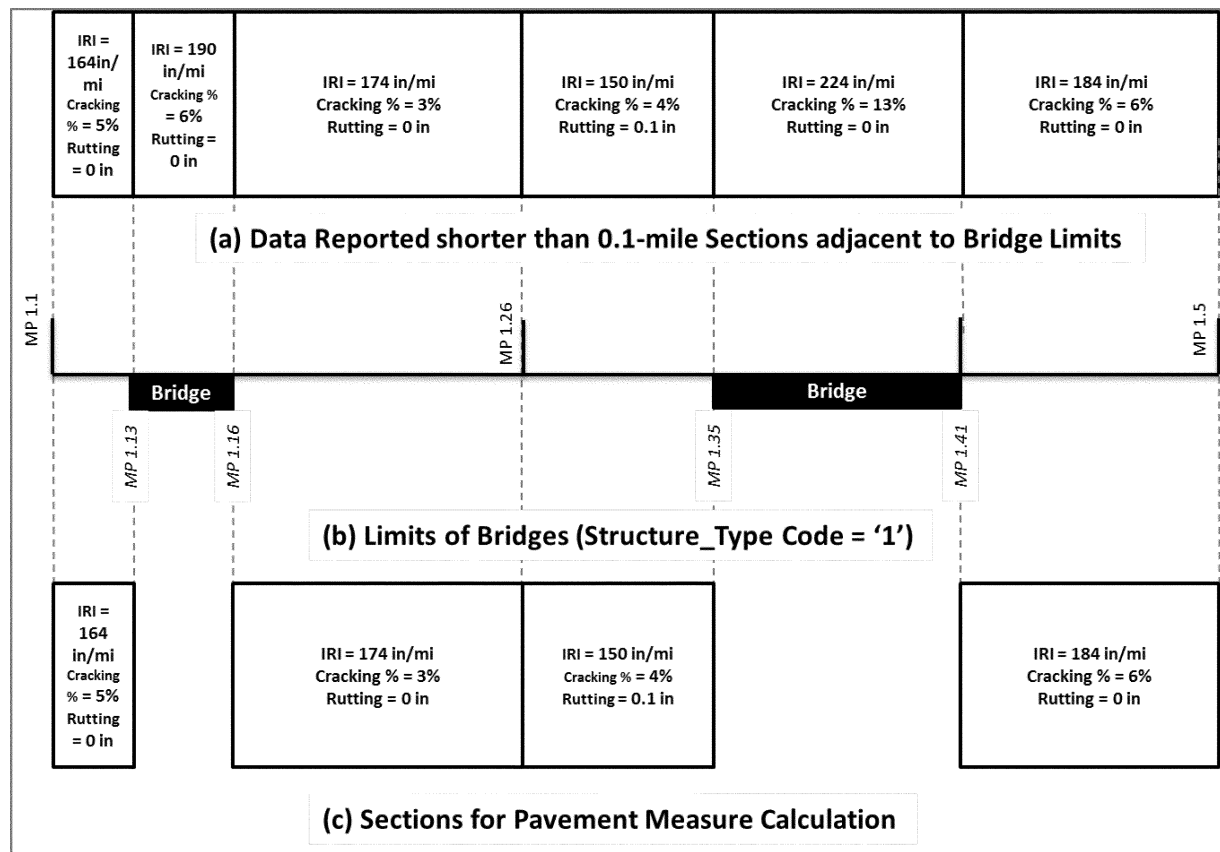 IRI =
164in/
mi
Cracking
% = 5%
Rutting
= 0 in
IRI = 190
in/mi
Cracking %
= 6%
Rutting =
0 in
IRI = 174 in/mi
Cracking % = 3%
Rutting = 0 in
IRI = 150 in/mi
Cracking % = 4%
Rutting = 0.1 in
IRI = 224 in/mi
Cracking % = 13%
Rutting = 0 in
IRI = 184 in/mi
Cracking % = 6%
Rutting = 0 in
(a) Data Reported shorter than 0.1-mile Sections adjacent to Bridge Limits
MP 1.1
MP 1.26
MP 1.5
Bridge
Bridge
MP 1.13
MP 1.16
MP 1.35
MP 1.41
(b) Limits of Bridges (Structure_Type Code = ‘1’)
IRI =
164
in/mi
Cracking
% = 5%
Rutting
= 0 in
IRI = 174 in/mi
Cracking % = 3%
Rutting = 0 in
IRI = 150 in/mi
Cracking % = 4%
Rutting = 0.1 in
IRI = 184 in/mi
Cracking % = 6%
Rutting = 0 in
(c) Sections for Pavement Measure Calculation